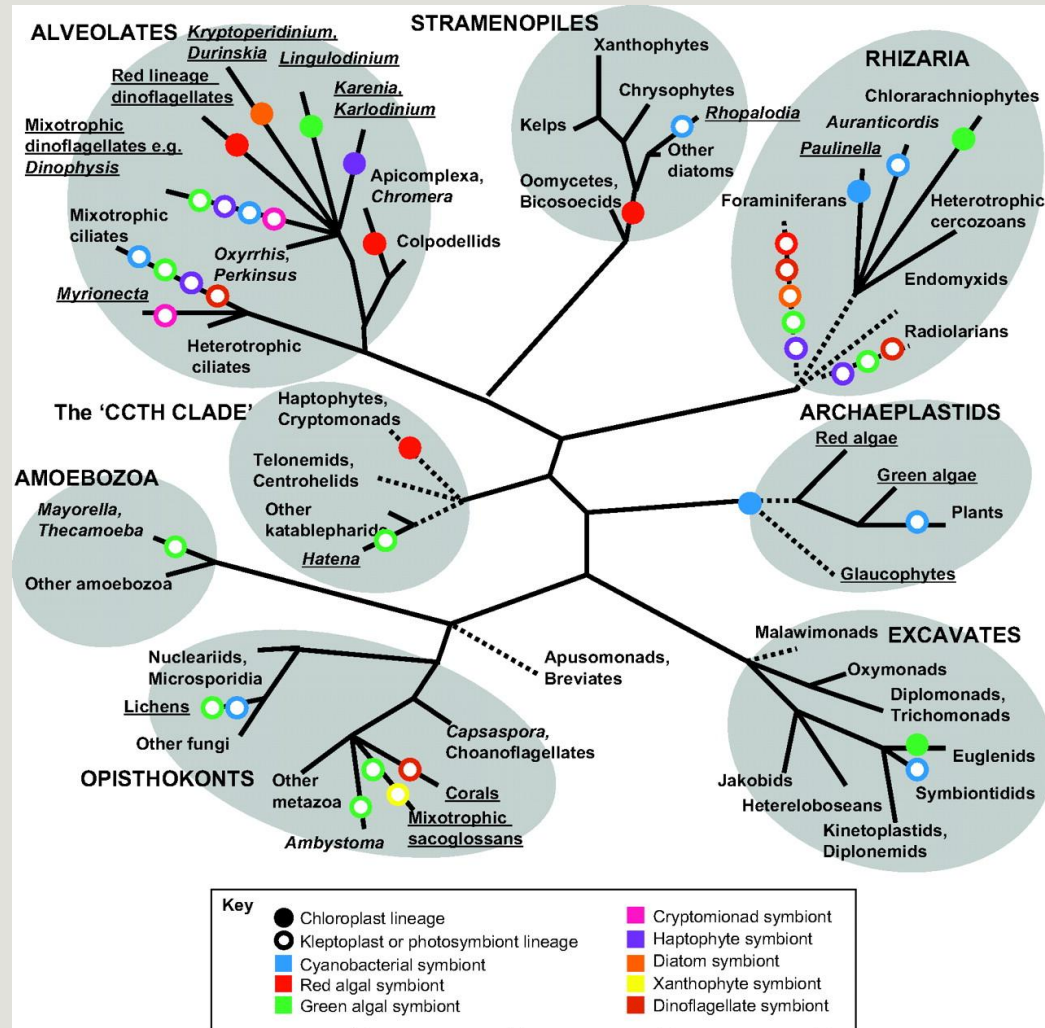 ALVEOLATES
Kryptoperidinium,
Durinskia
Lingulodinium
Red lineage
dinoflagellates
Karenia,
Karlodinium
Mixotrophic
dinoflagellates e.g.
Dinophysis
Apicomplexa,
Chromera
Mixotrophic
ciliates
Oxyrrhis,
Perkinsus
Colpodellids
Myrionecta
Heterotrophic
ciliates
STRAMENOPILES
Xanthophytes
Chrysophytes
Kelps
Rhopalodia
Other
diatoms
Oomycetes,
Bicosoecids
RHIZARIA
Chlorarachniophytes
Auranticordis
Paulinella
Foraminiferans
Heterotrophic
cercozoans
Endomyxids
Radiolarians
The ‘CCTH CLADE’
Haptophytes,
Cryptomonads
Telonemids,
Centrohelids
Other
katablepharids
Hatena
ARCHAEPLASTIDS
Red algae
Green algae
Plants
Glaucophytes
AMOEBOZOA
Mayorella,
Thecamoeba
Other amoebozoa
Apusomonads,
Breviates
Nucleariids,
Microsporidia
Lichens
Other fungi
OPISTHOKONTS
Capsaspora,
Choanoflagellates
Other
metazoa
Corals
Mixotrophic
sacoglossans
Ambystoma
EXCAVATES
Malawimonads
Oxymonads
Diplomonads,
Trichomonads
Euglenids
Symbiontidids
Jakobids
Hetereloboseans
Kinetoplastids,
Diplonemids
Key
Chloroplast lineage
Kleptoplast or photosymbiont lineage
Cyanobacterial symbiont
Red algal symbiont
Green algal symbiont
Cryptomionad symbiont
Haptophyte symbiont
Diatom symbiont
Xanthophyte symbiont
Dinoflagellate symbiont